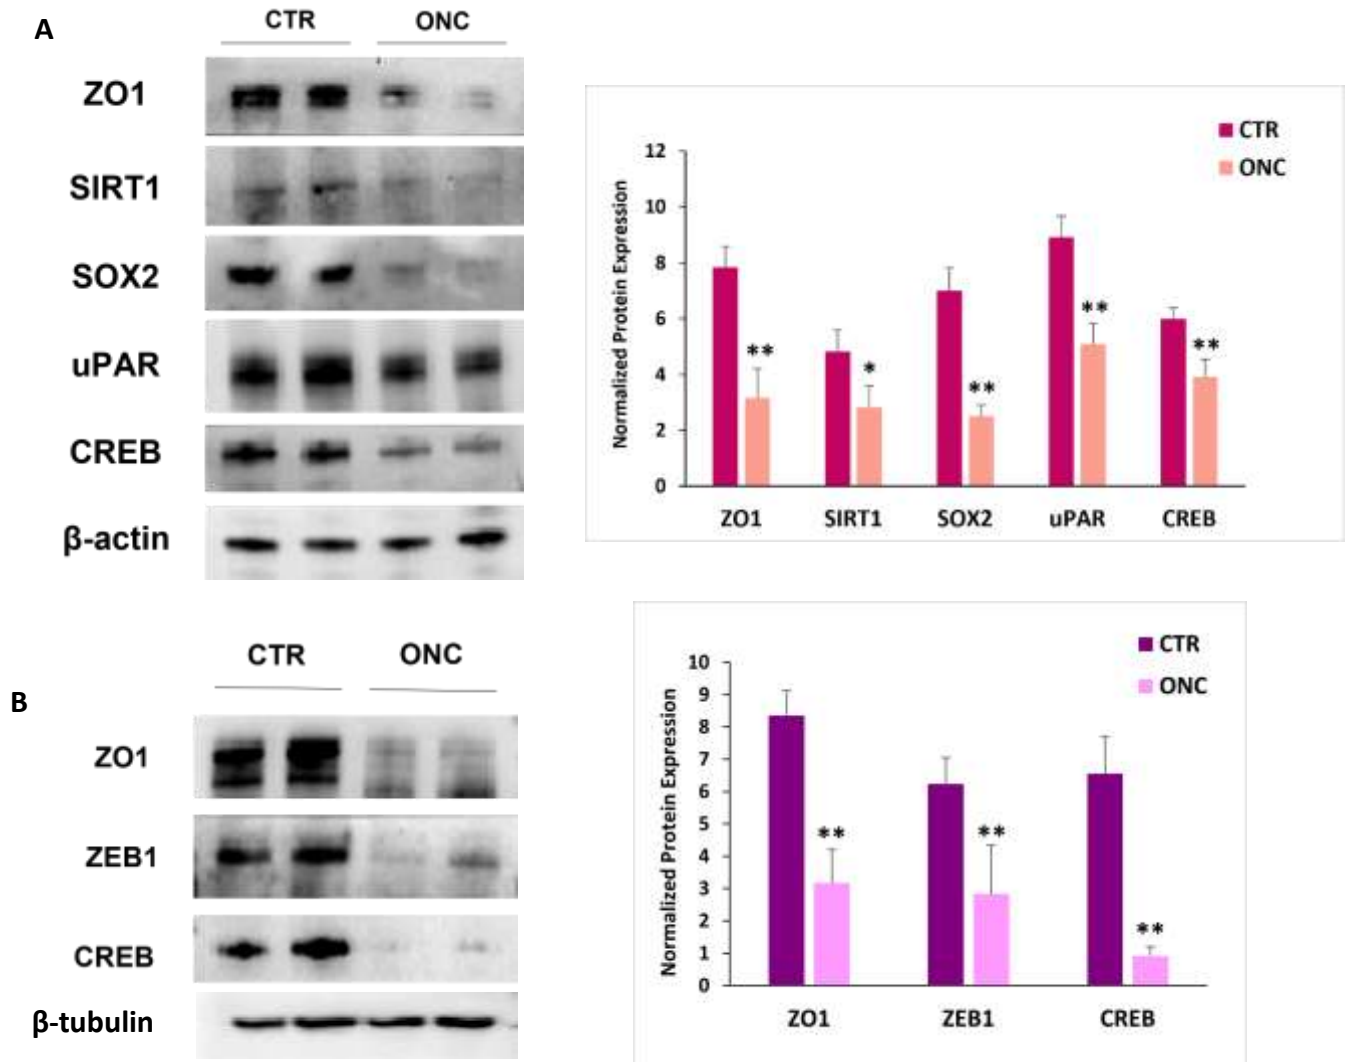 A
CTR ONC
ZO1
SIRT1
SOX2
uPAR
CREB
β-actin
CTR
ONC
Normalized Protein Expression
12
10
8
6
4
2
0
** * ** ** **
ZO1 SIRT1 SOX2 uPAR CREB
B
CTR ONC
ZO1
ZEB1
CREB
β-tubulin
CTR
ONC
Normalized Protein Expression
10
9
8
7
6
5
4
3
2
1
0
** ** **
ZO1 ZEB1 CREB